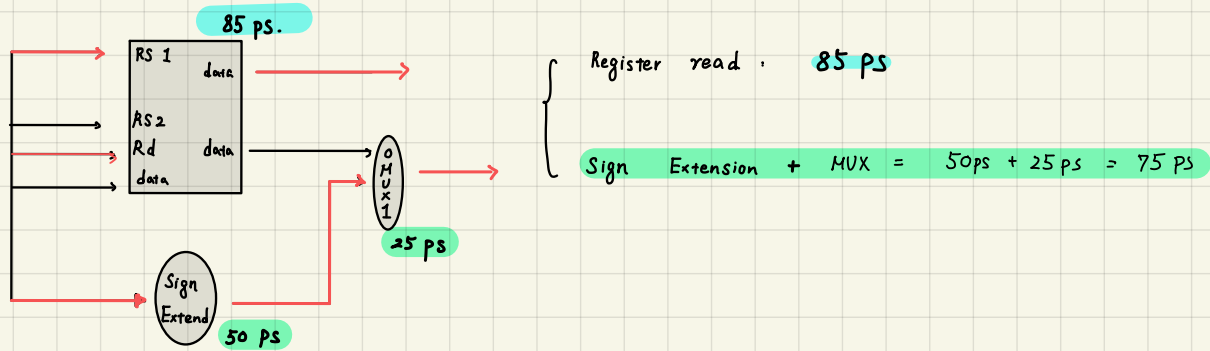 85 ps.
RS 1
data
RS 2
Rd
data
data
0
M
U
X
1
25 ps
Sign
Extend
50 ps
Register read . 85 ps
Sign Extension + MUX = 50ps + 25 ps = 75 ps